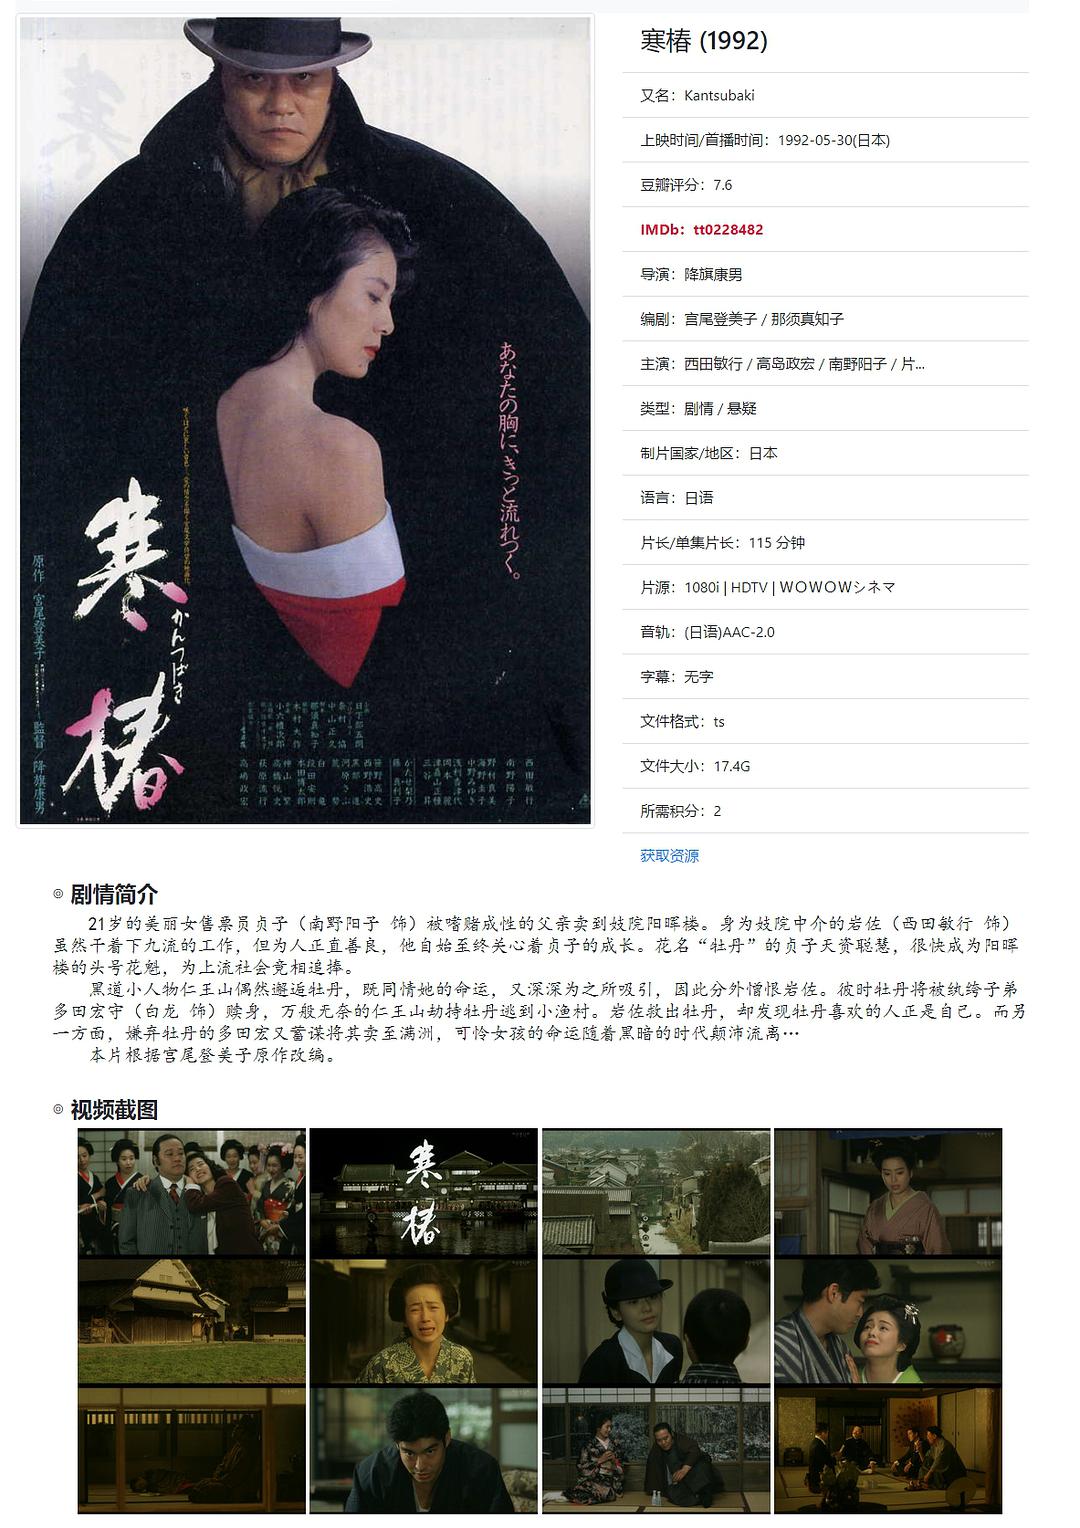 寒椿 (1992)
又名：Kantsubaki
上映时间/首播时间：1992-05-30(日本)
豆瓣评分：7.6
IMDb：tt0228482
导演：降旗康男
编剧：宫尾登美子 / 那须真知子
主演：西田敏行 / 高岛政宏 / 南野阳子 / 片...
类型：剧情 / 悬疑
制片国家/地区：日本
语言：日语
片长/单集片长：115 分钟
片源：1080i | HDTV | ＷＯＷＯＷシネマ
音轨：(日语)AAC-2.0
字幕：无字
文件格式：ts
文件大小：17.4G
所需积分：2
获取资源
あなたの胸に、きっと流れつく。
寒椿
かんつばき
原作 宮尾登美子
監督／降旗康男
西田敏行
南野陽子
高嶋政宏
◎ 剧情简介
21岁的美丽女售票员贞子（南野阳子 饰）被嗜赌成性的父亲卖到妓院阳晖楼。身为妓院中介的岩佐（西田敏行 饰）
虽然干着下九流的工作，但为人正直善良，他自始至终关心着贞子的成长。花名“牡丹”的贞子天资聪慧，很快成为阳晖
楼的头号花魁，为上流社会竞相追捧。
黑道小人物仁王山偶然邂逅牡丹，既同情她的命运，又深深为之所吸引，因此分外憎恨岩佐。彼时牡丹将被纨绔子弟
多田宏守（白龙 饰）赎身，万般无奈的仁王山劫持牡丹逃到小渔村。岩佐救出牡丹，却发现牡丹喜欢的人正是自己。而另
一方面，嫌弃牡丹的多田宏又蓄谋将其卖至满洲，可怜女孩的命运随着黑暗的时代颠沛流离…
本片根据宫尾登美子原作改编。
◎ 视频截图
寒椿